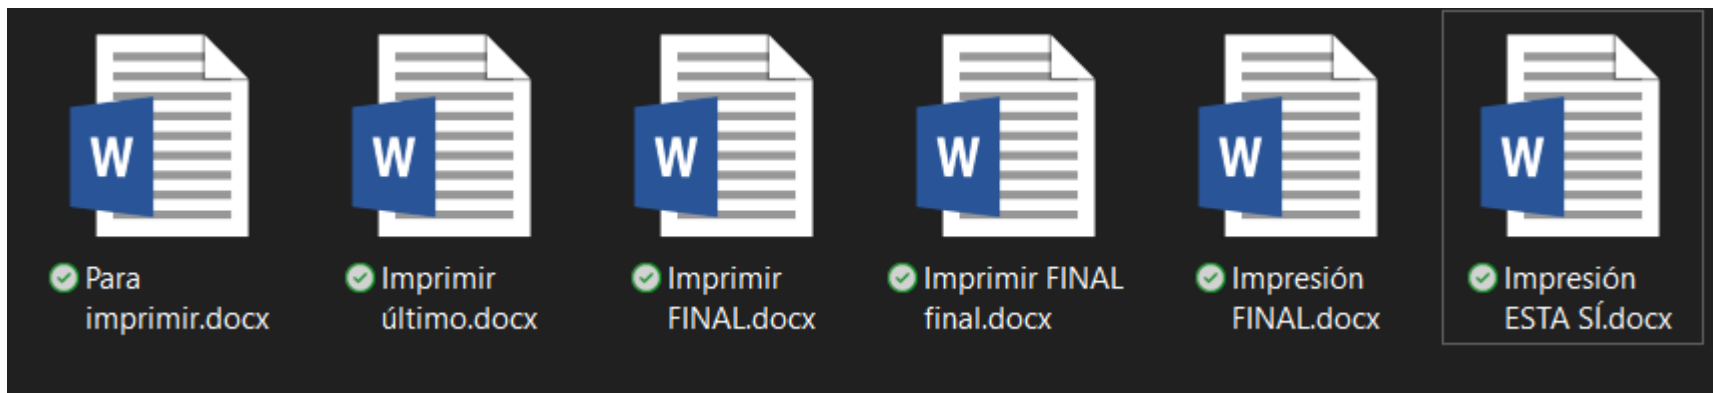 W
W
W
W
W
W
Para
imprimir.docx
Imprimir
último.docx
Imprimir
FINAL.docx
Imprimir FINAL
final.docx
Impresión
FINAL.docx
Impresión
ESTA SÍ.docx